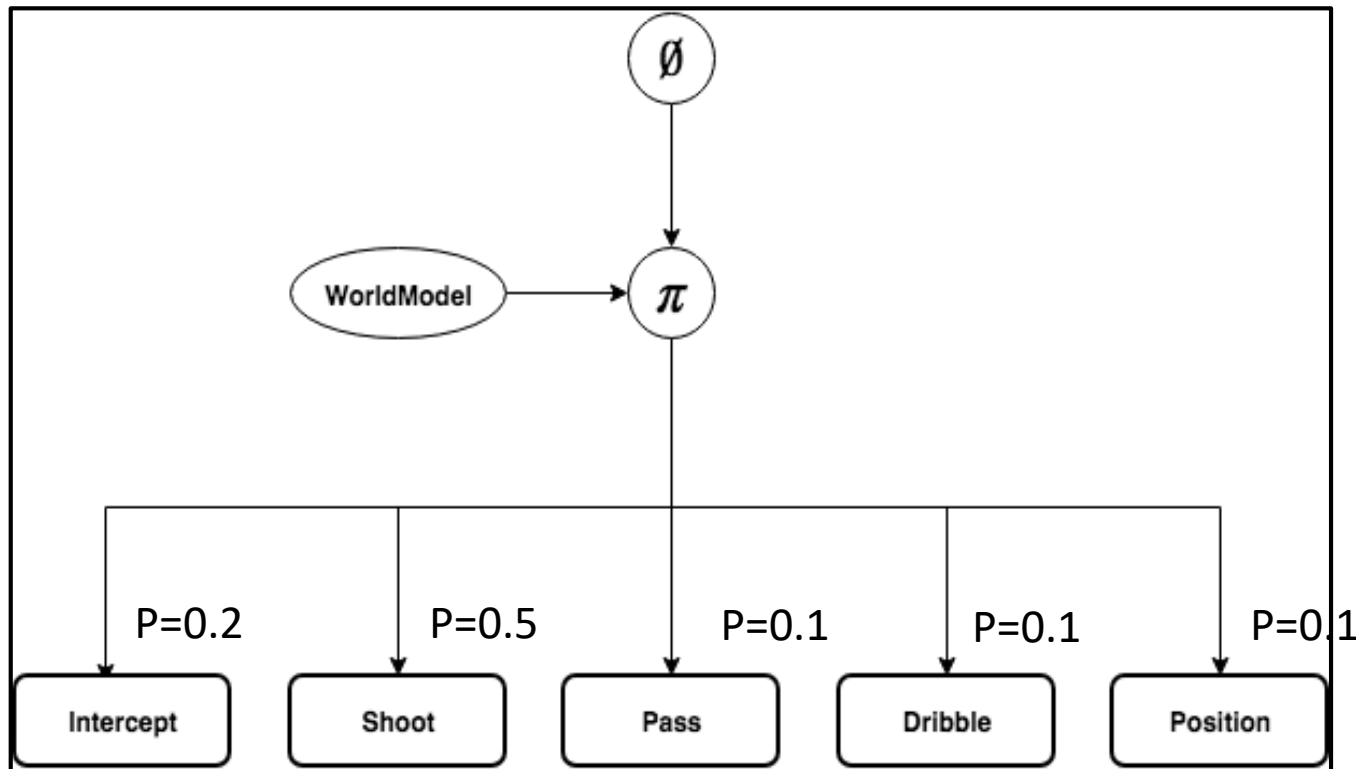 Ø
WorldModel
π
P=0.2
P=0.5
P=0.1
P=0.1
P=0.1
Intercept
Shoot
Pass
Dribble
Position